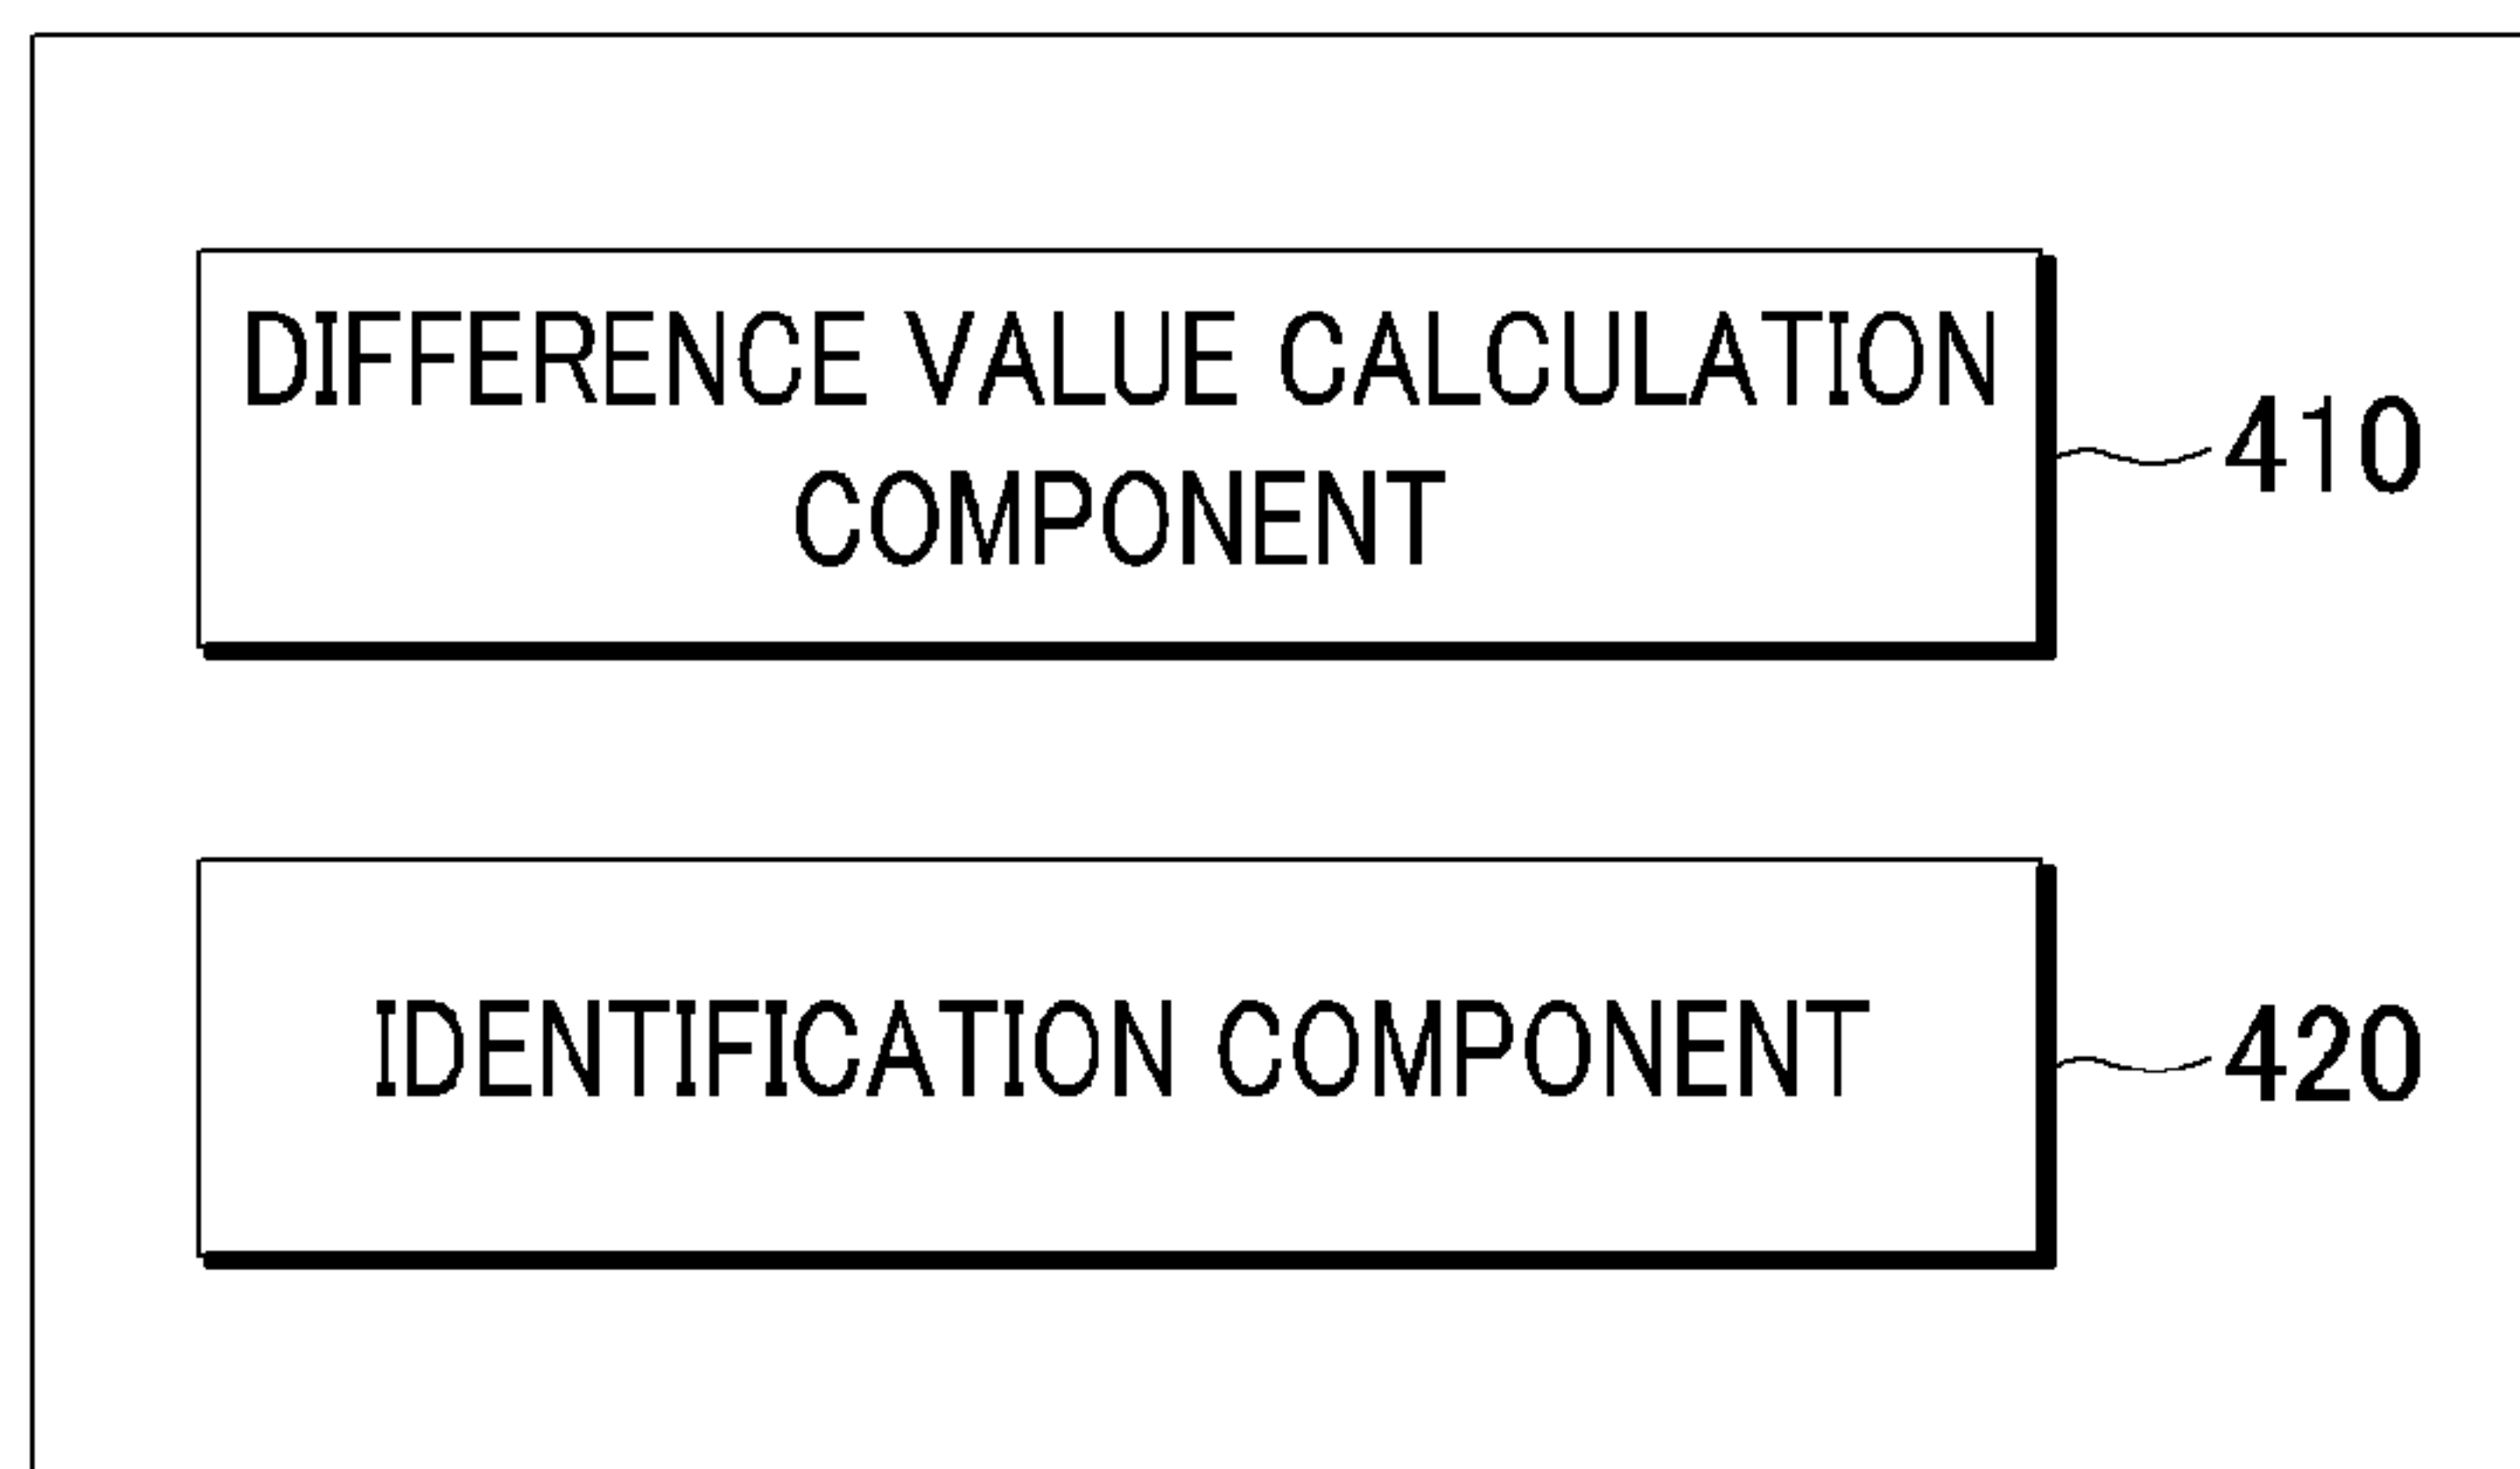 DIFFERENCE VALUE CALCULATION
COMPONENT
410
IDENTIFICATION COMPONENT
420